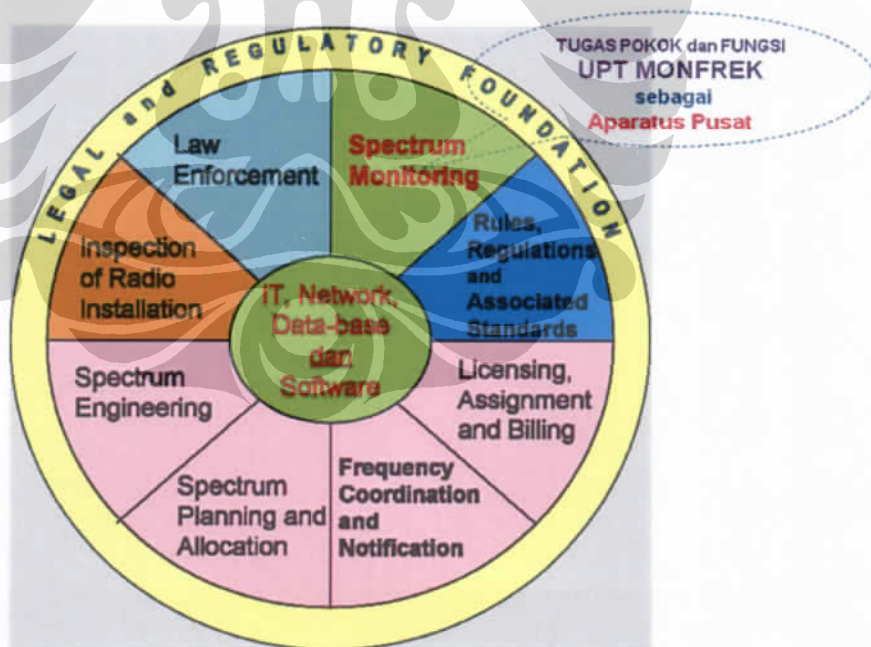 LEGAL and REGULATORY FOUNDATION
TUGAS POKOK dan FUNGSI
UPT MONFREK
sebagai
Aparatus Pusat
Law
Enforcement
Spectrum
Monitoring
Rules,
Regulations
and
Associated
Standards
Inspection
of Radio
Installation
IT, Network,
Data-base
dan
Software
Spectrum
Engineering
Licensing,
Assignment
and Billing
Spectrum
Planning and
Allocation
Frequency
Coordination
and
Notification